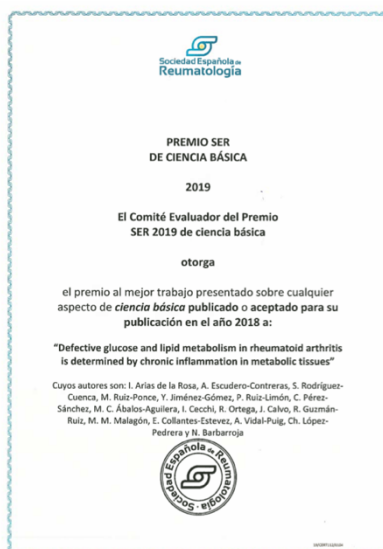 Sociedad Española de
Reumatología
PREMIO SER
DE CIENCIA BÁSICA
2019
El Comité Evaluador del Premio
SER 2019 de ciencia básica
otorga
el premio al mejor trabajo presentado sobre cualquier
aspecto de ciencia básica publicado o aceptado para su
publicación en el año 2018 a:
“Defective glucose and lipid metabolism in rheumatoid arthritis
is determined by chronic inflammation in metabolic tissues”
Cuyos autores son: I. Arias de la Rosa, A. Escudero-Contreras, S. Rodríguez-
Cuenca, M. Ruiz-Ponce, Y. Jiménez-Gómez, P. Ruiz-Limón, C. Pérez-
Sánchez, M. C. Ábalos-Aguilera, I. Cecchi, R. Ortega, J. Calvo, R. Guzmán-
Ruiz, M. M. Malagón, E. Collantes-Estevez, A. Vidal-Puig, Ch. López-
Pedrera y N. Barbarroja
Sociedad Española de Reumatología